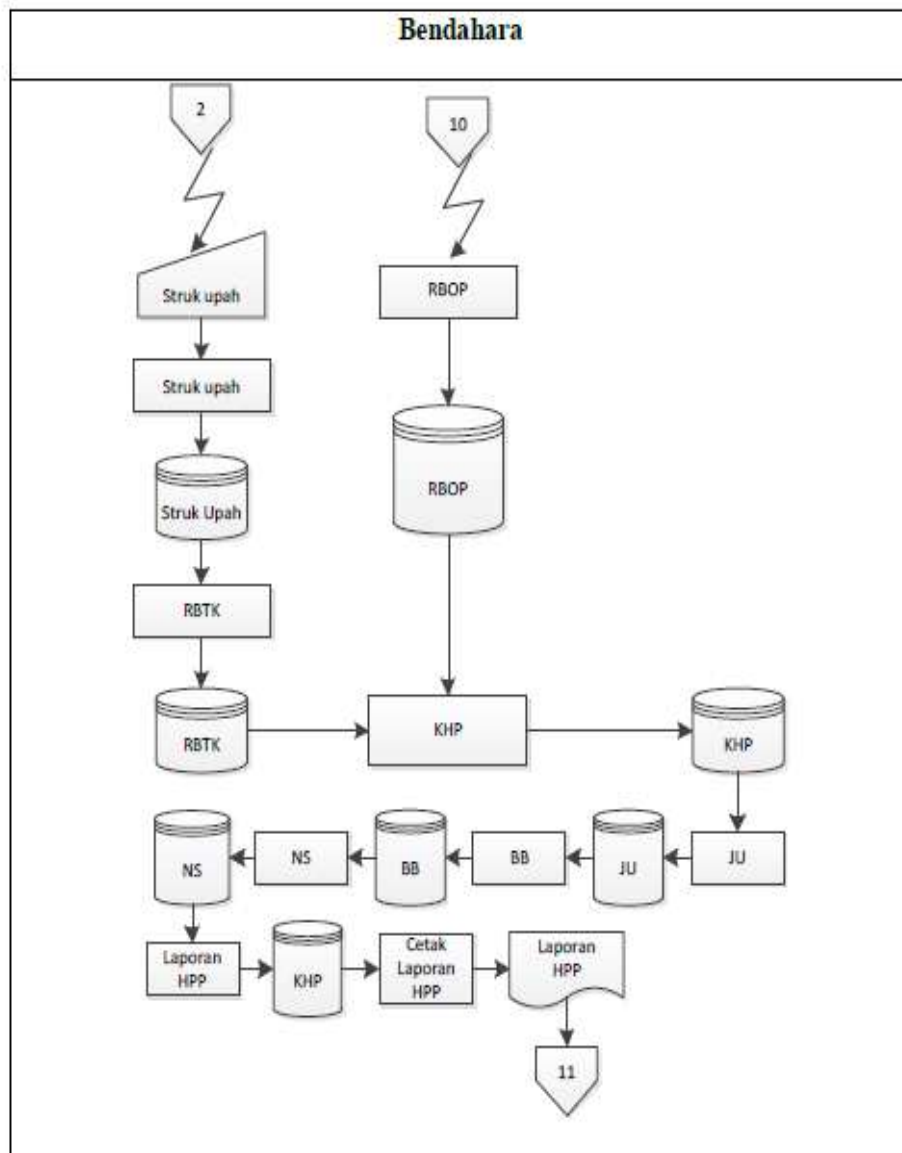 Bendahara
2
10
Struk upah
RBOP
Struk upah
RBOP
Struk Upah
RBTK
RBTK
KHP
KHP
NS
NS
BB
BB
JU
JU
Laporan
HPP
KHP
Cetak
Laporan
HPP
Laporan
HPP
11